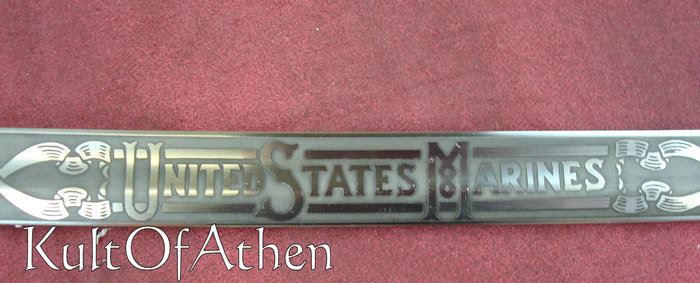 UNITED STATES MARINES
KultOfAthen